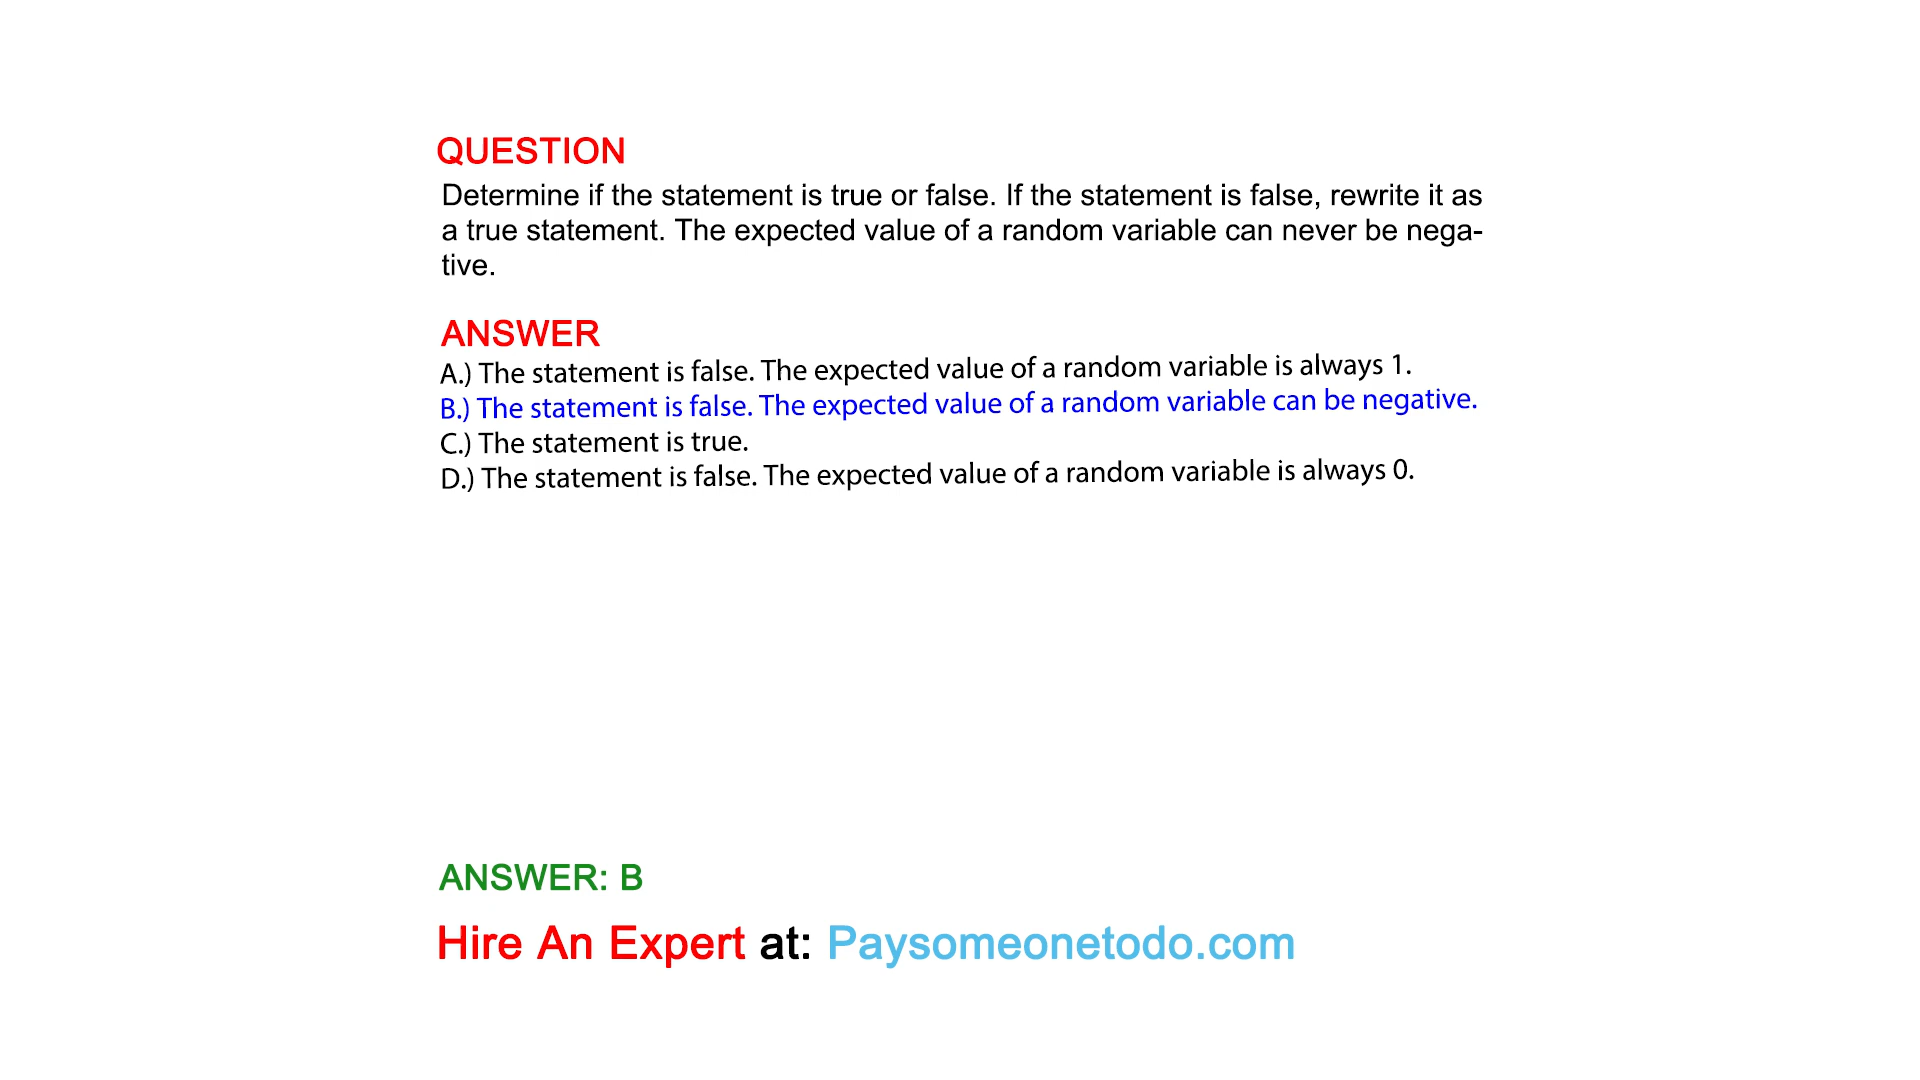 QUESTION
Determine if the statement is true or false. If the statement is false, rewrite it as
a true statement. The expected value of a random variable can never be nega-
tive.
ANSWER
A.) The statement is false. The expected value of a random variable is always 1.
B.) The statement is false. The expected value of a random variable can be negative.
C.) The statement is true.
D.) The statement is false. The expected value of a random variable is always 0.
ANSWER: B
Hire An Expert at: Paysomeonetodo.com